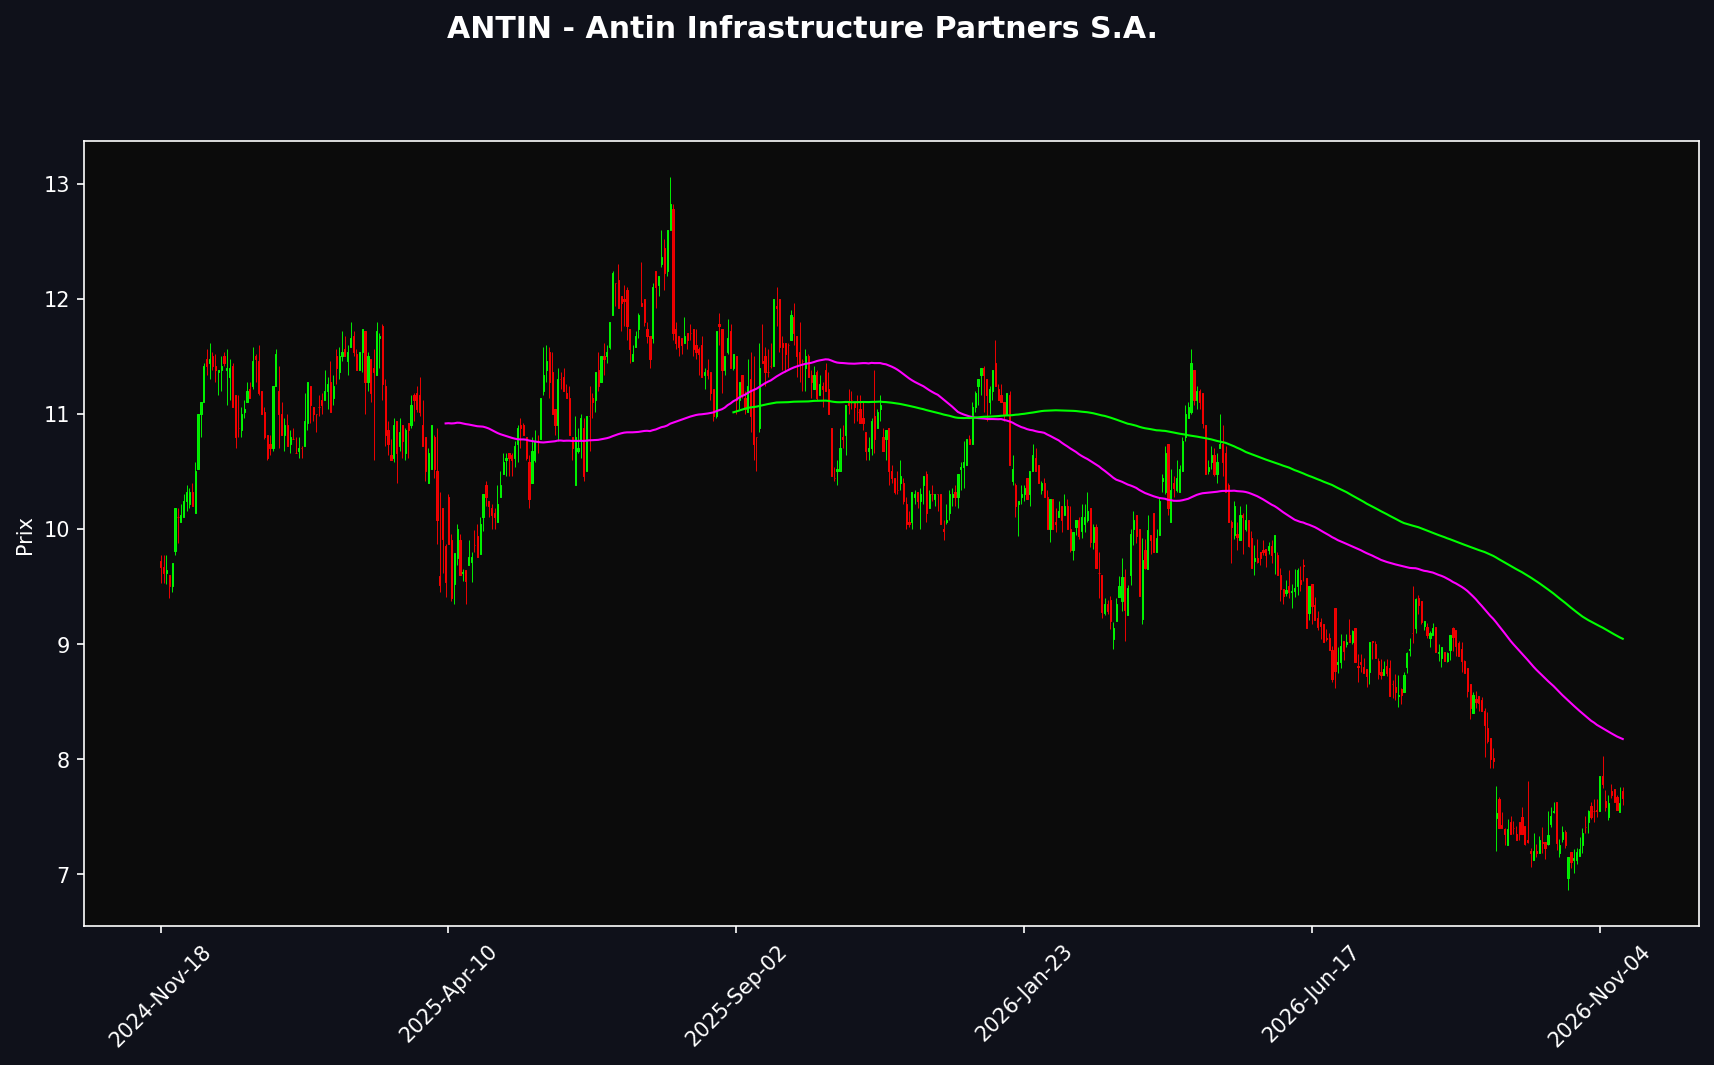 ANTIN - Antin Infrastructure Partners S.A.
Prix
13
12
11
10
9
8
7
2024-Nov-18
2025-Apr-10
2025-Sep-02
2026-Jan-23
2026-Jun-17
2026-Nov-04